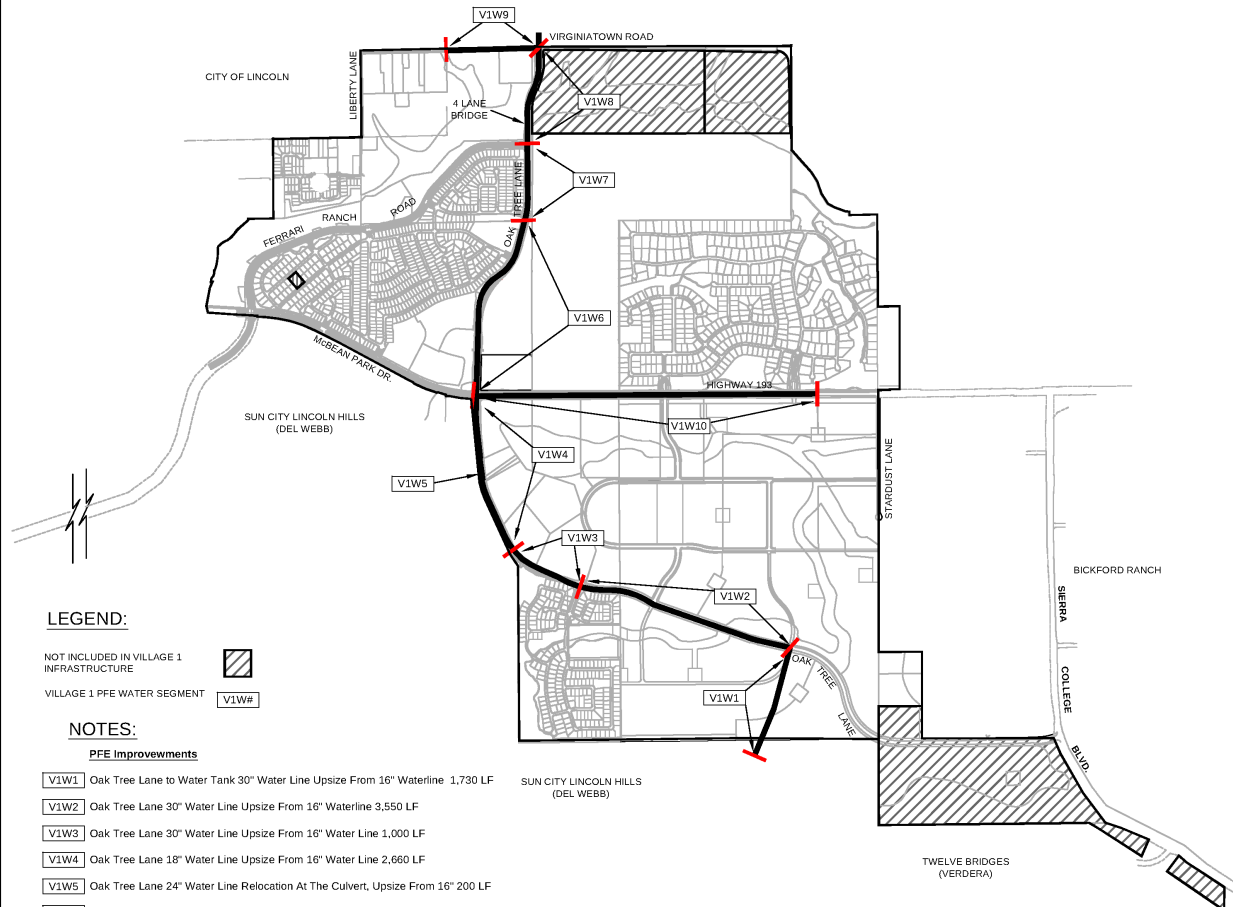 V1W9
VIRGINIATOWN ROAD
CITY OF LINCOLN
LIBERTY LANE
4 LANE
BRIDGE
V1W8
V1W7
OAK TREE LANE
FERRARI RANCH ROAD
V1W6
McBEAN PARK DR.
HIGHWAY 193
SUN CITY LINCOLN HILLS
(DEL WEBB)
V1W10
V1W4
V1W5
STARDUST LANE
V1W3
BICKFORD RANCH
V1W2
SIERRA COLLEGE BLVD.
OAK TREE LANE
V1W1
LEGEND:
NOT INCLUDED IN VILLAGE 1
INFRASTRUCTURE
VILLAGE 1 PFE WATER SEGMENT
V1W#
NOTES:
PFE Improvewments
V1W1 Oak Tree Lane to Water Tank 30" Water Line Upsize From 16" Waterline 1,730 LF
V1W2 Oak Tree Lane 30" Water Line Upsize From 16" Waterline 3,550 LF
V1W3 Oak Tree Lane 30" Water Line Upsize From 16" Water Line 1,000 LF
V1W4 Oak Tree Lane 18" Water Line Upsize From 16" Water Line 2,660 LF
V1W5 Oak Tree Lane 24" Water Line Relocation At The Culvert, Upsize From 16" 200 LF
SUN CITY LINCOLN HILLS
(DEL WEBB)
TWELVE BRIDGES
(VERDERA)